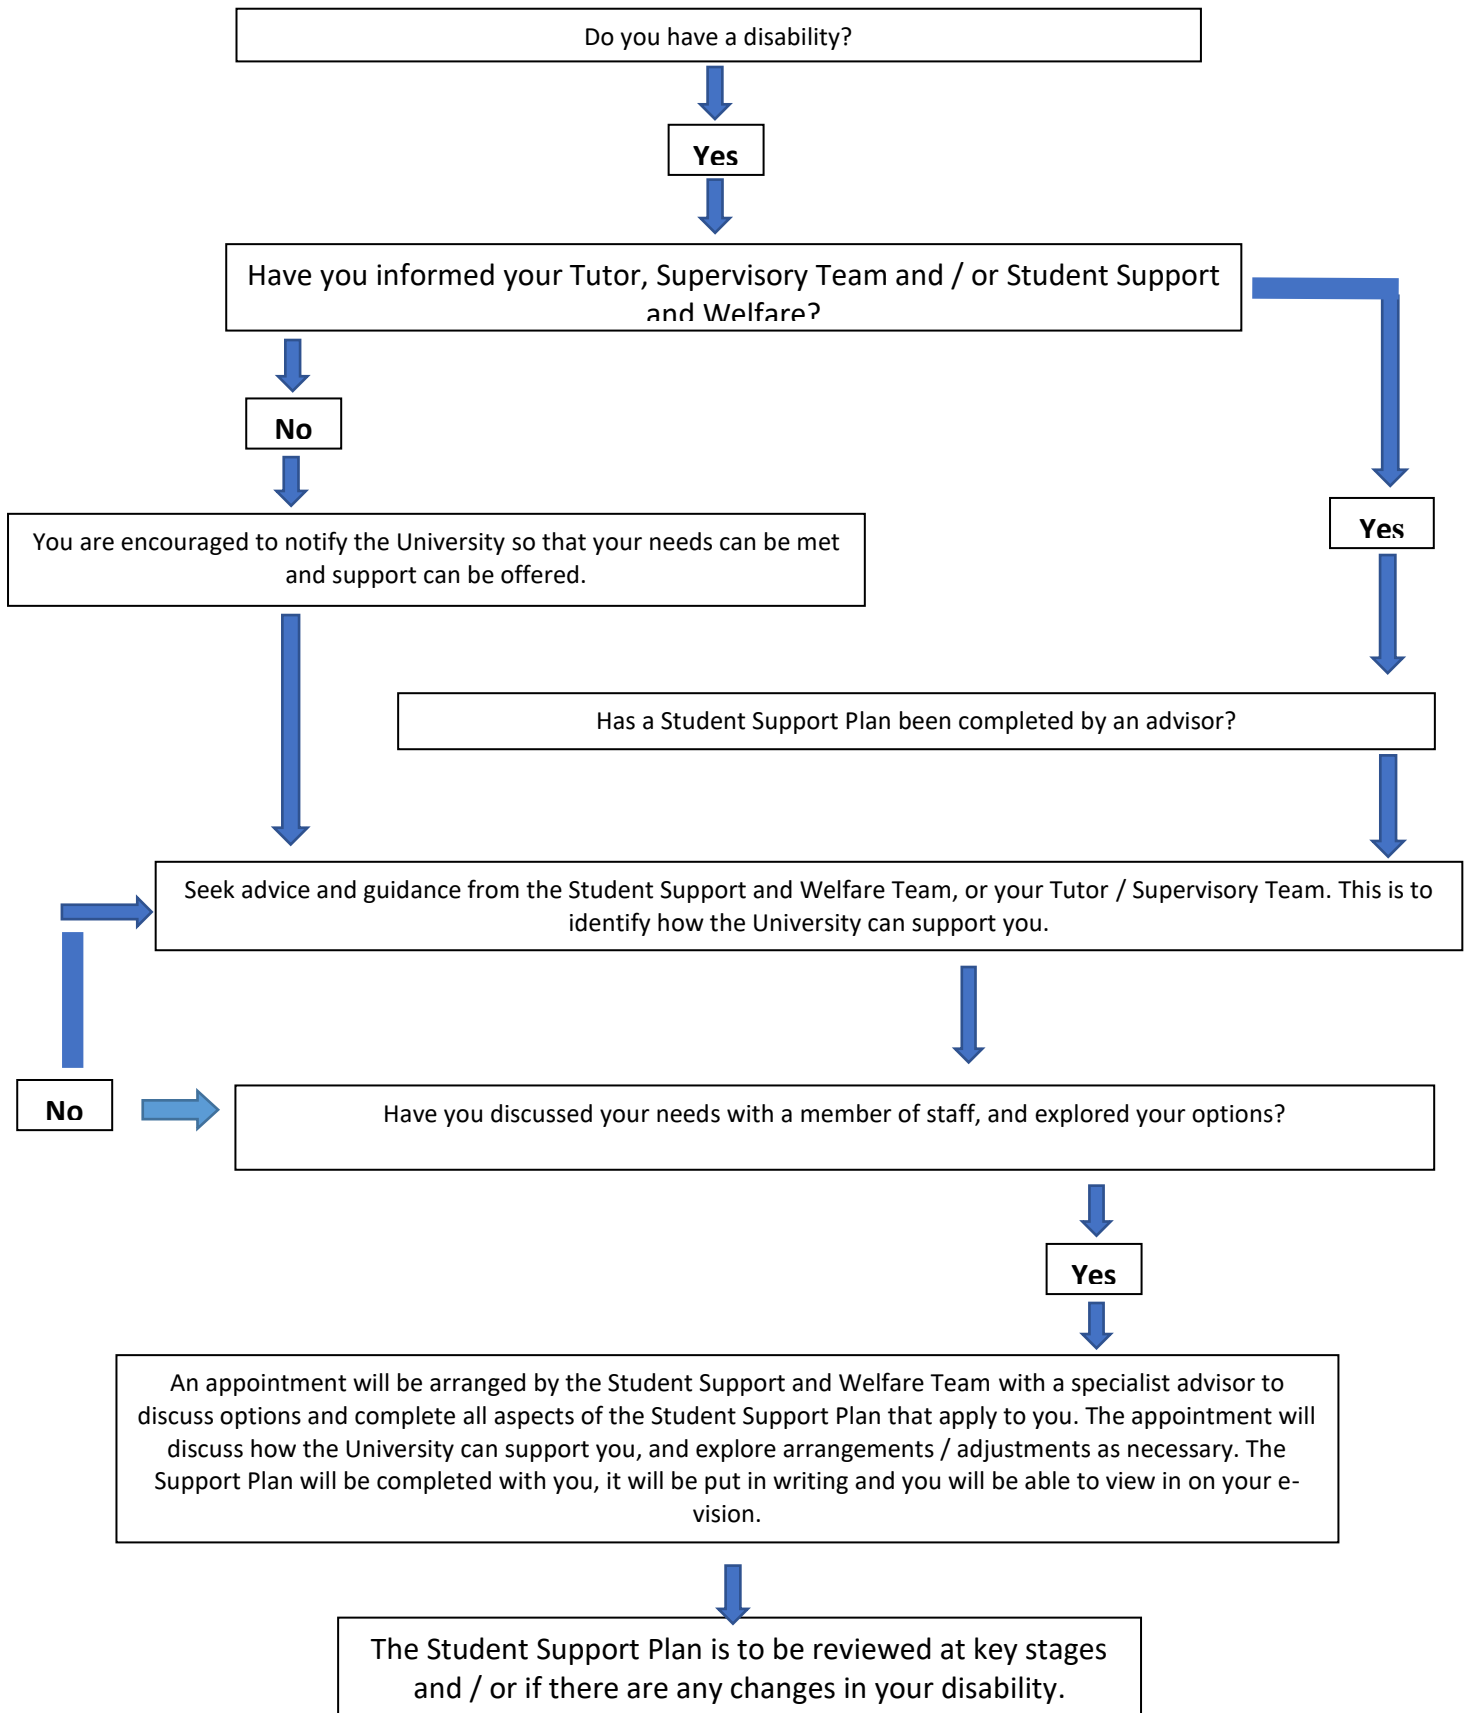 Do you have a disability?
Yes
Have you informed your Tutor, Supervisory Team and / or Student Support
and Welfare?
No
Yes
You are encouraged to notify the University so that your needs can be met
and support can be offered.
Has a Student Support Plan been completed by an advisor?
Seek advice and guidance from the Student Support and Welfare Team, or your Tutor / Supervisory Team. This is to
identify how the University can support you.
No
Have you discussed your needs with a member of staff, and explored your options?
Yes
An appointment will be arranged by the Student Support and Welfare Team with a specialist advisor to
discuss options and complete all aspects of the Student Support Plan that apply to you. The appointment will
discuss how the University can support you, and explore arrangements / adjustments as necessary. The
Support Plan will be completed with you, it will be put in writing and you will be able to view in on your e-
vision.
The Student Support Plan is to be reviewed at key stages
and / or if there are any changes in your disability.